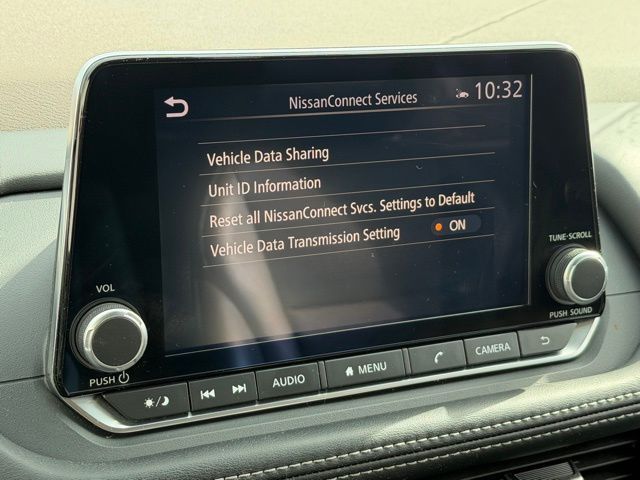 NissanConnect Services
10:32
Vehicle Data Sharing
Unit ID Information
Reset all NissanConnect Svcs. Settings to Default
Vehicle Data Transmission Setting ON
VOL
PUSH
TUNE-SCROLL
PUSH SOUND
AUDIO
MENU
CAMERA